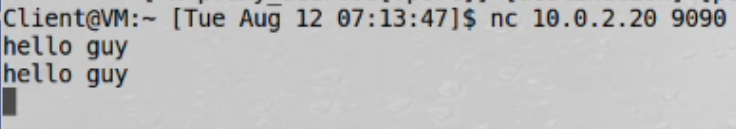 Client@VM:~ [Tue Aug 12 07:13:47]$ nc 10.0.2.20 9090
hello guy
hello guy